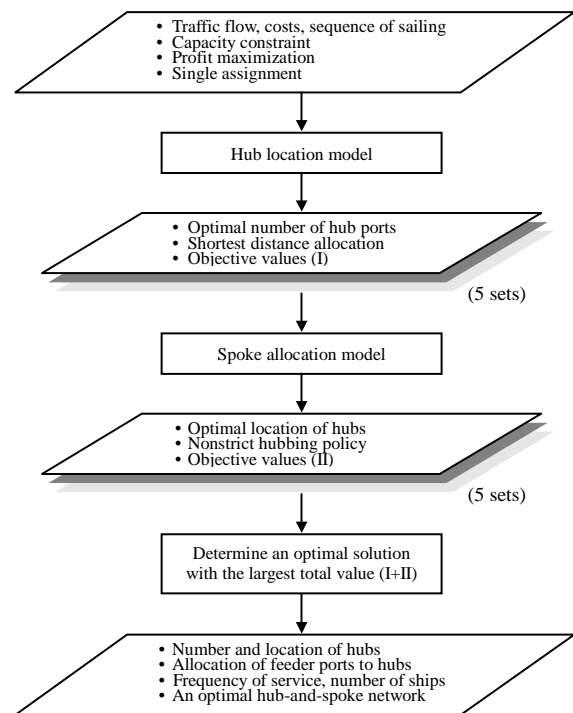 • Traffic flow, costs, sequence of sailing
• Capacity constraint
• Profit maximization
• Single assignment
Hub location model
• Optimal number of hub ports
• Shortest distance allocation
• Objective values (I)
(5 sets)
Spoke allocation model
• Optimal location of hubs
• Nonstrict hubbing policy
• Objective values (II)
(5 sets)
Determine an optimal solution
with the largest total value (I+II)
• Number and location of hubs
• Allocation of feeder ports to hubs
• Frequency of service, number of ships
• An optimal hub-and-spoke network